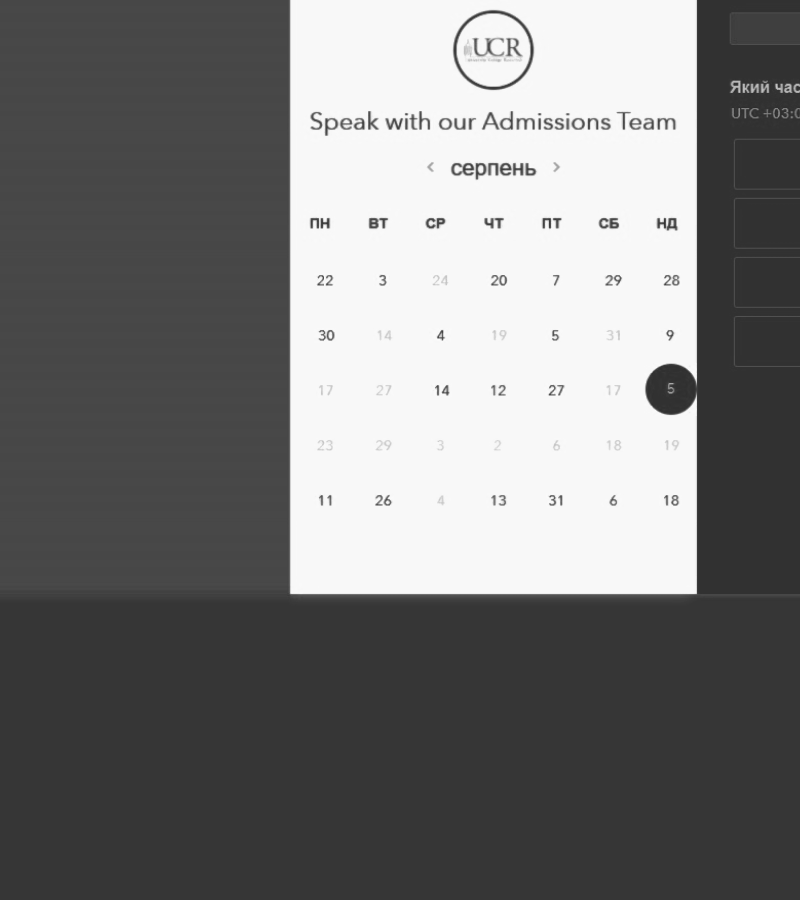 UCR
Speak with our Admissions Team
< серпень >
ПН ВТ СР ЧТ ПТ СБ НД
22 3 24 20 7 29 28
30 14 4 19 5 31 9
17 27 14 12 27 17 5
23 29 3 2 6 18 19
11 26 4 13 31 6 18
Який час
UTC +03:0